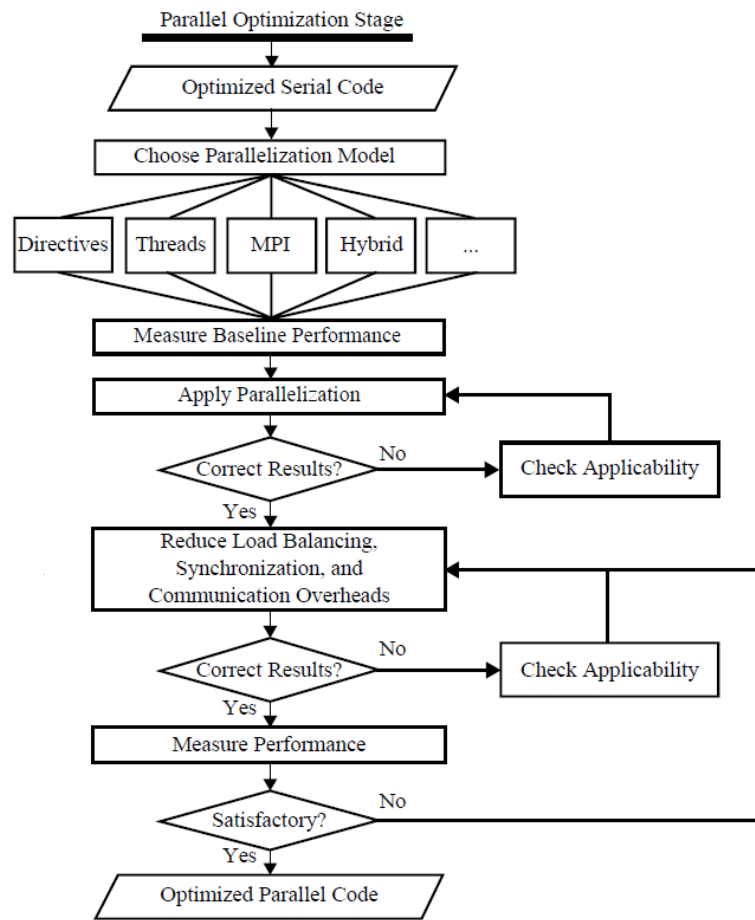 Parallel Optimization Stage
Optimized Serial Code
Choose Parallelization Model
Directives
Threads
MPI
Hybrid
...
Measure Baseline Performance
Apply Parallelization
Correct Results?
No
Check Applicability
Yes
Reduce Load Balancing,
Synchronization, and
Communication Overheads
Correct Results?
No
Check Applicability
Yes
Measure Performance
Satisfactory?
No
Yes
Optimized Parallel Code